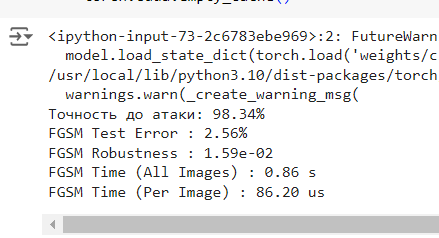 <ipython-input-73-2c6783ebe969>:2: FutureWarn
model.load_state_dict(torch.load('weights/c
/usr/local/lib/python3.10/dist-packages/torch
warnings.warn(_create_warning_msg(
Точность до атаки: 98.34%
FGSM Test Error : 2.56%
FGSM Robustness : 1.59e-02
FGSM Time (All Images) : 0.86 s
FGSM Time (Per Image) : 86.20 us